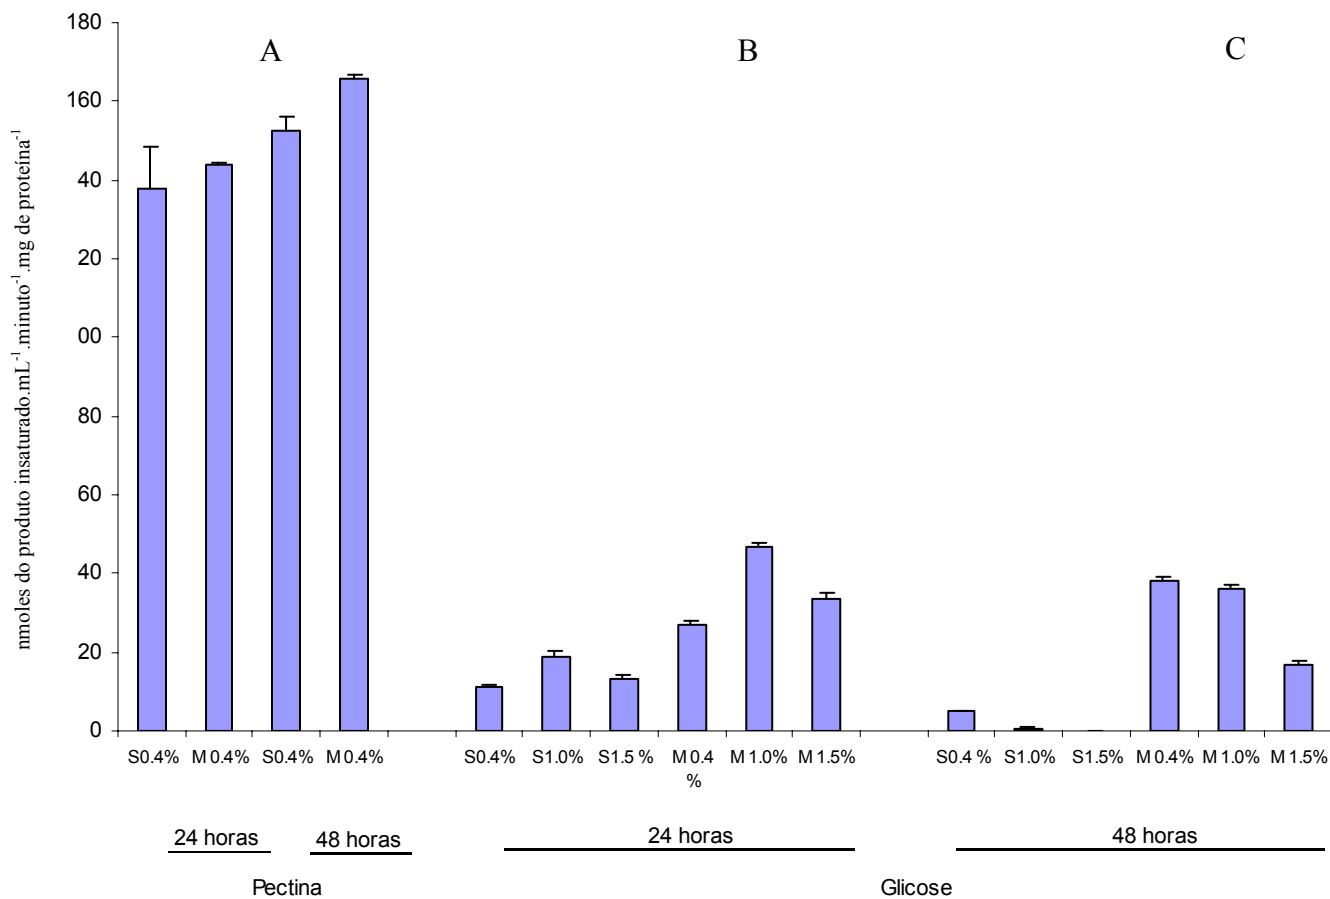 nmoles do produto insaturado.mL⁻¹.minuto⁻¹.mg de proteína⁻¹
180
160
40
20
00
80
60
40
20
0
A
B
C
S0.4% M 0.4% S0.4% M 0.4%
S0.4% S1.0% S1.5 % M 0.4 % M 1.0% M 1.5%
S0.4 % S1.0% S1.5% M 0.4% M 1.0% M 1.5%
24 horas
48 horas
24 horas
48 horas
Pectina
Glicose